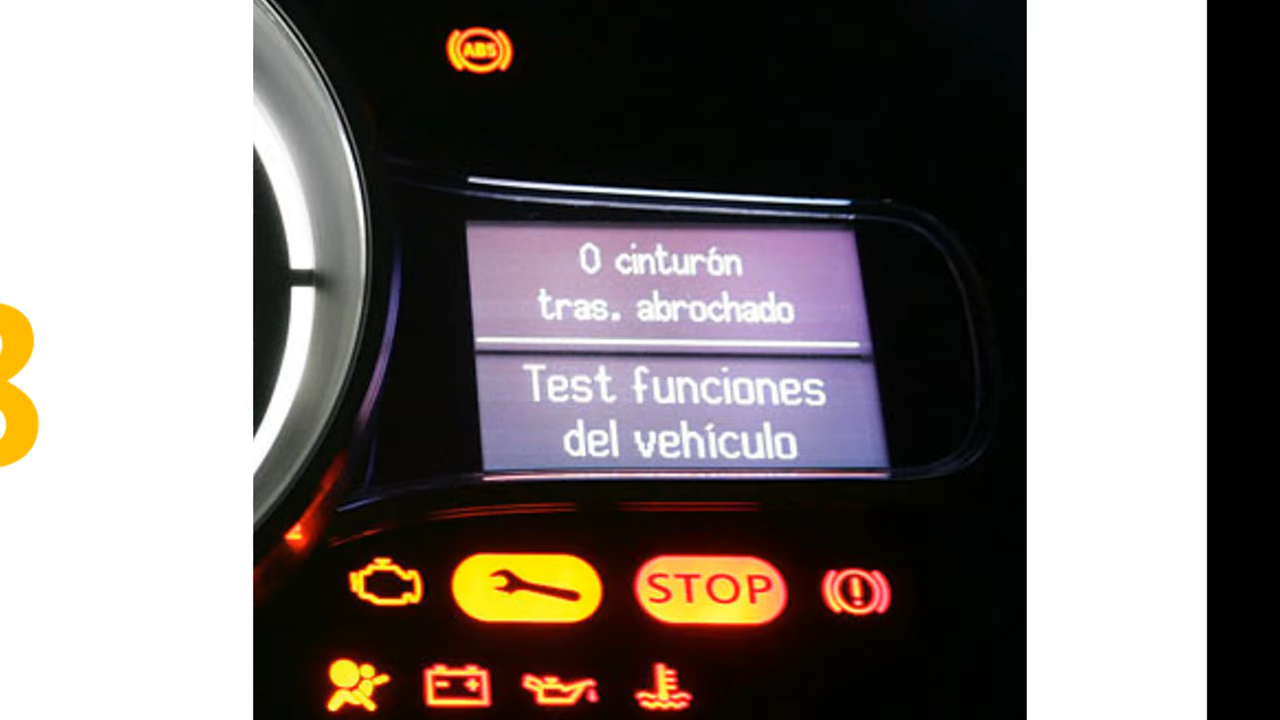 ABS
0 cinturón
tras. abrochado
Test funciones
del vehículo
STOP